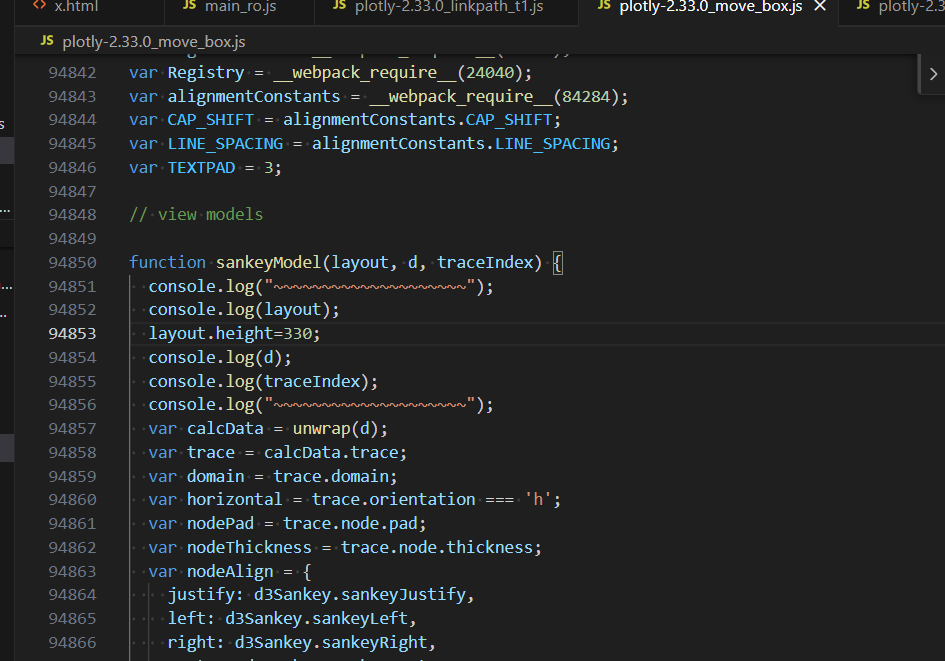 x.html
JS main_ro.js
JS plotly-2.33.0_linkpath_t1.js
JS plotly-2.33.0_move_box.js ×
JS plotly-2.3
JS plotly-2.33.0_move_box.js
94842 var Registry = __webpack_require__(24040);
94843 var alignmentConstants = __webpack_require__(84284);
94844 var CAP_SHIFT = alignmentConstants.CAP_SHIFT;
94845 var LINE_SPACING = alignmentConstants.LINE_SPACING;
94846 var TEXTPAD = 3;
94847
94848 // view models
94849
94850 function sankeyModel(layout, d, traceIndex) {
94851 console.log("~~~~~~~~~~~~~~~~~~~~");
94852 console.log(layout);
94853 layout.height=330;
94854 console.log(d);
94855 console.log(traceIndex);
94856 console.log("~~~~~~~~~~~~~~~~~~~~");
94857 var calcData = unwrap(d);
94858 var trace = calcData.trace;
94859 var domain = trace.domain;
94860 var horizontal = trace.orientation === 'h';
94861 var nodePad = trace.node.pad;
94862 var nodeThickness = trace.node.thickness;
94863 var nodeAlign = {
94864 justify: d3Sankey.sankeyJustify,
94865 left: d3Sankey.sankeyLeft,
94866 right: d3Sankey.sankeyRight,